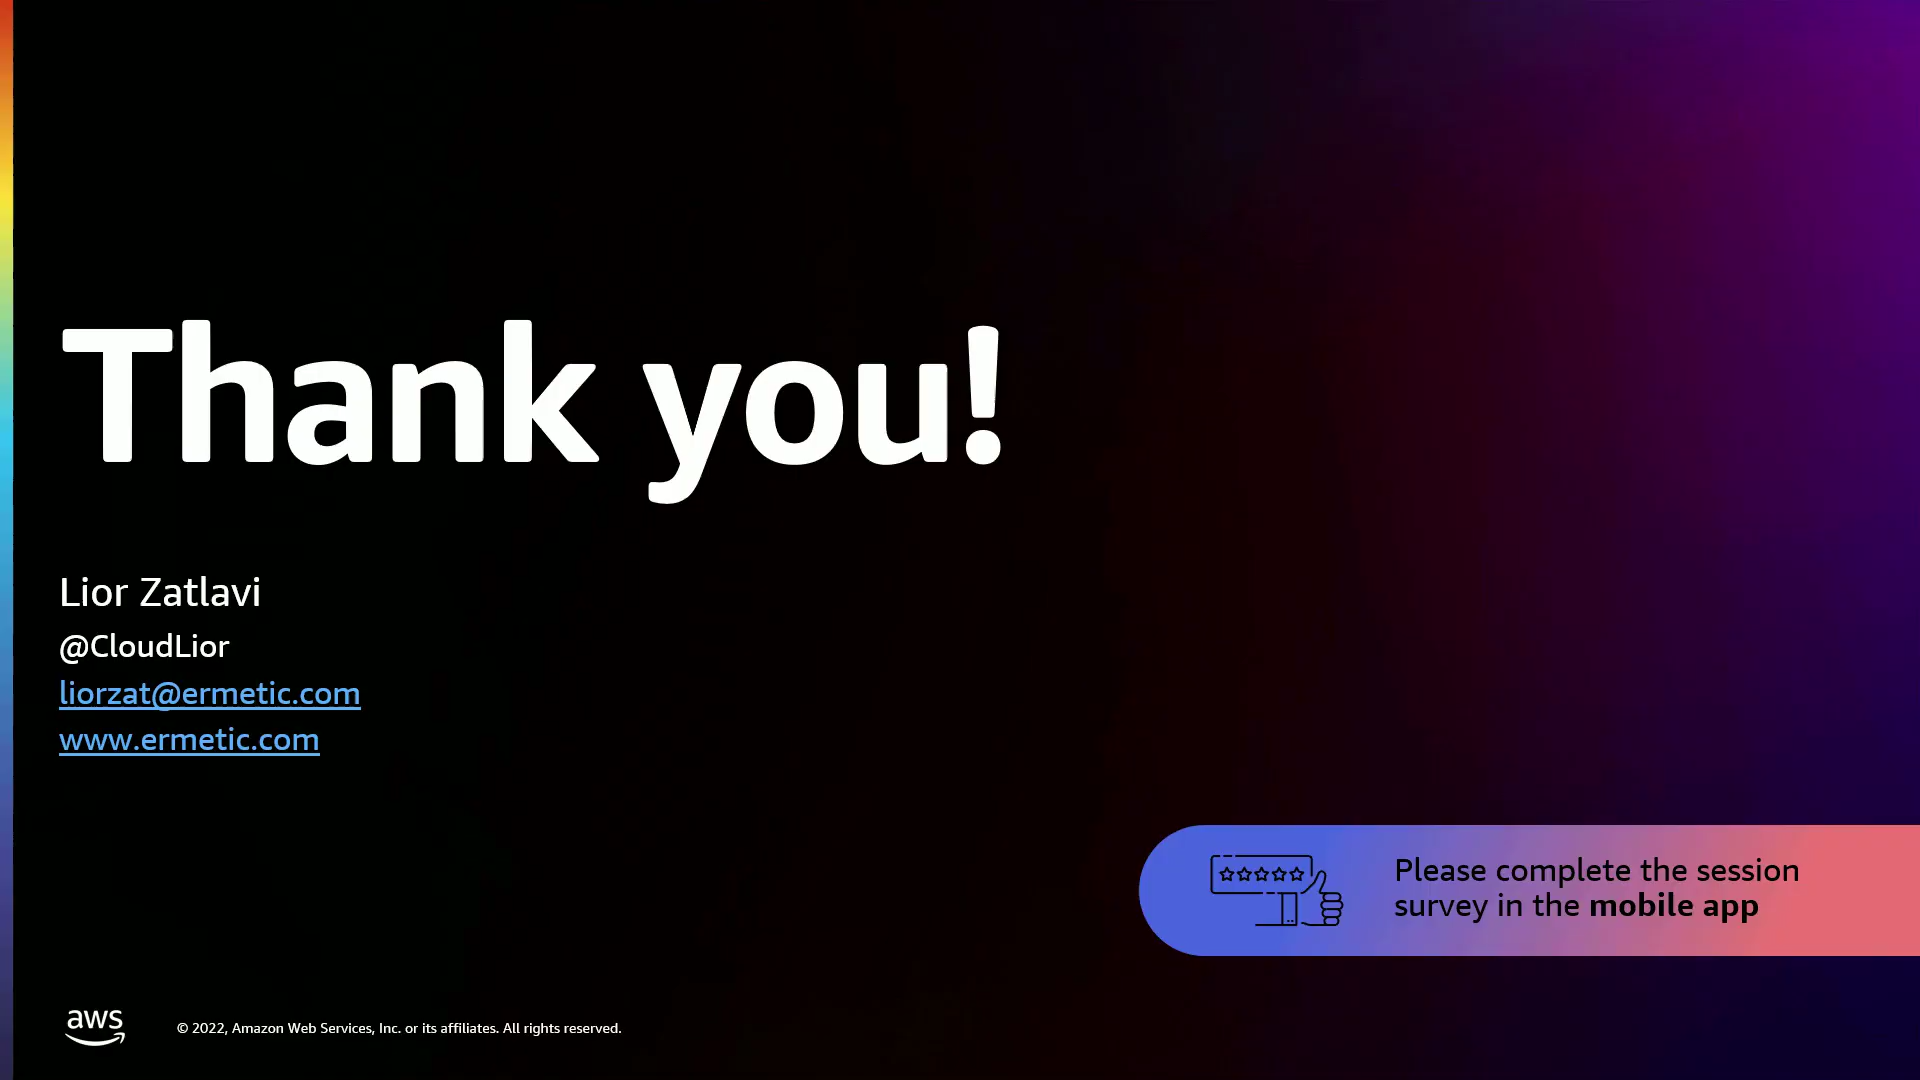 Thank you!
Lior Zatlavi
@CloudLior
liorzat@ermetic.com
www.ermetic.com
Please complete the session
survey in the mobile app
aws
© 2022, Amazon Web Services, Inc. or its affiliates. All rights reserved.